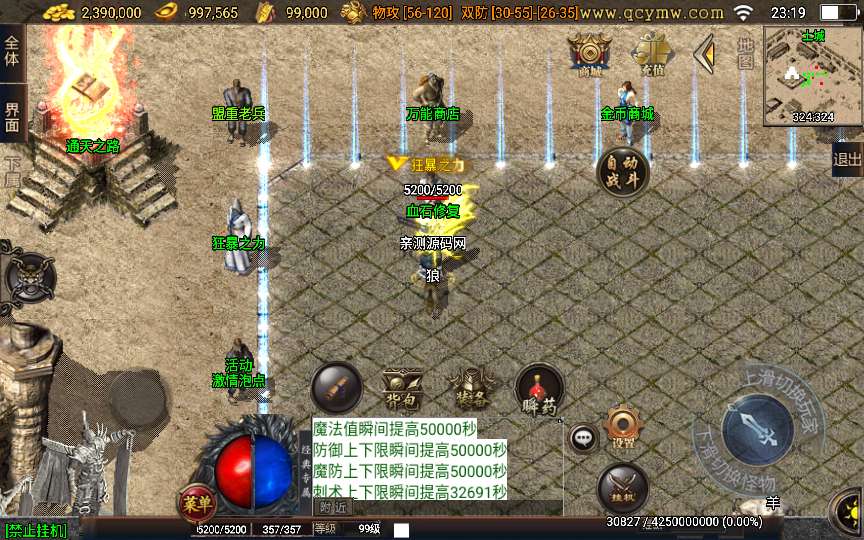 2,390,000
997,565
99,000
物攻 [56-120]
双防 [30-55]-[26-35]
www.qcymw.com
23:19
全体
界面
下属
商城
充值
地图
土城
324:324
退出
盟重老兵
万能商店
金币商城
通天之路
狂暴之力
自动战斗
5200/5200
血石修复
亲测源码网
狂暴之力
狼
活动
激情泡点
背包
装备
瞬药
上滑切换玩家
下滑切换怪物
设置
挂机
经典专属
魔法值瞬间提高50000秒
防御上下限瞬间提高50000秒
魔防上下限瞬间提高50000秒
刺术上下限瞬间提高32691秒
附近
菜单
羊
[禁止挂机]
5200/5200
357/357
等级
99级
30827 / 4250000000 (0.00%)